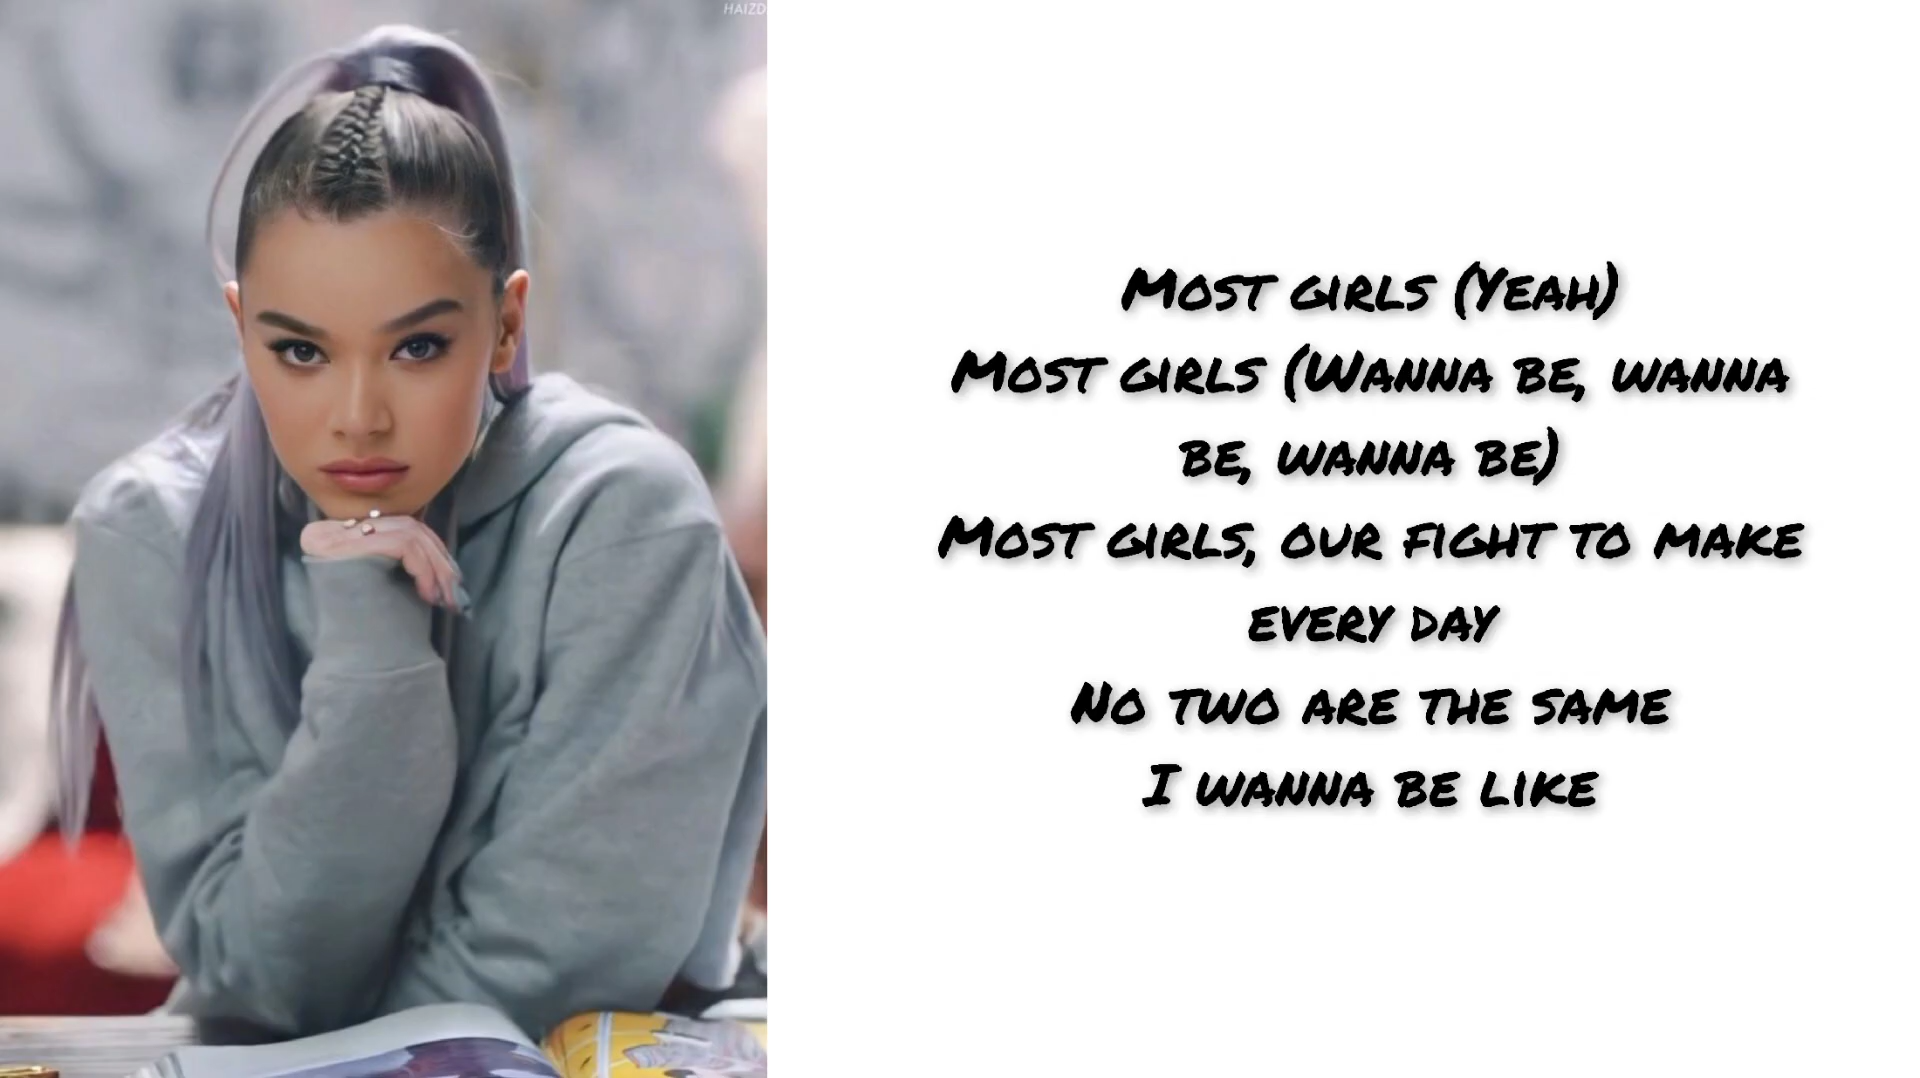 HAIZD
Most girls (Yeah)
Most girls (Wanna be, wanna
be, wanna be)
Most girls, our fight to make
every day
No two are the same
I wanna be like